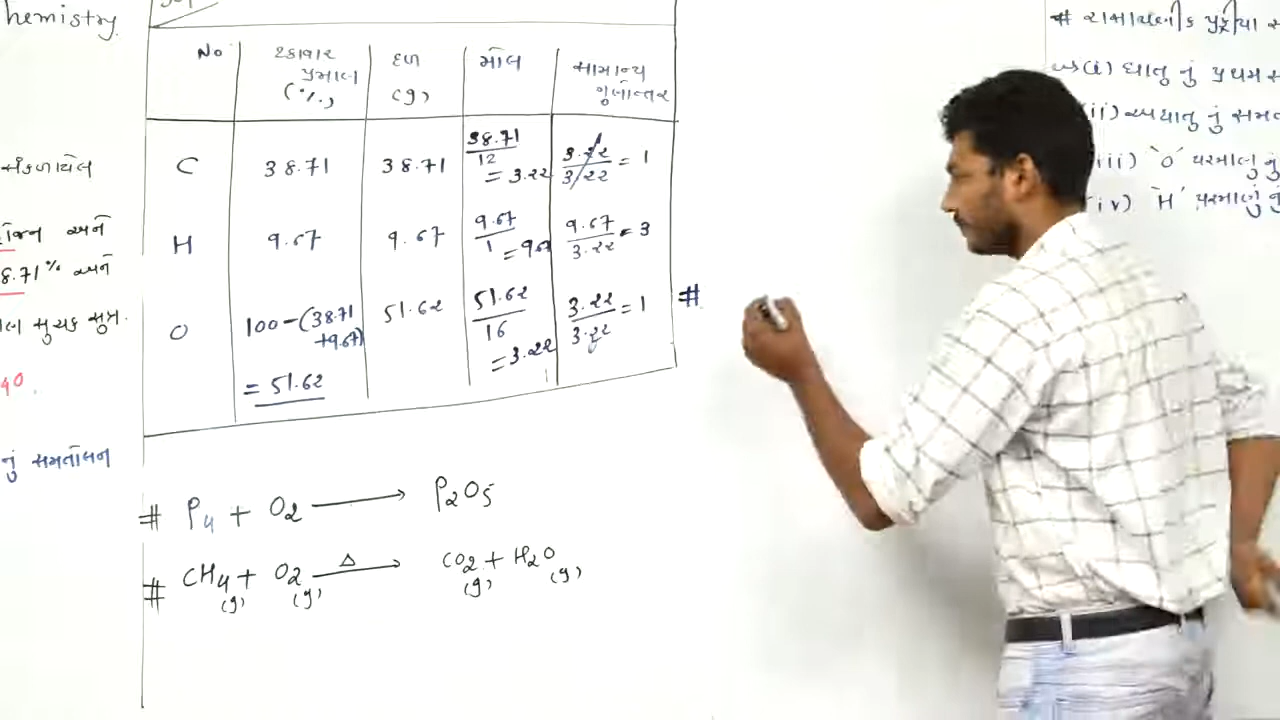 hemistry
સંકળાયેલ
અને
8.71% અને
સુચક સુત્ર.
નું સમતોલન
No
ટકાવાર
પ્રમાણ
(%)
દળ
(g)
મોલ
સામાન્ય
ગુણોત્તર
C 38.71 38.71 38.71/12 = 3.22 3.22/3.22 = 1
H 9.67 9.67 9.67/1 = 9.67 9.67/3.22 = 3
O 100-(38.71+9.67) 51.62 51.62/16 = 3.22 3.22/3.22 = 1
= 51.62
# P4 + O2 ⟶ P2O5
# CH4 + O2 —Δ→ CO2 + H2O
(g) (g) (g) (g)
#
# રાસાયણીક
(i) ધાતુ નું પ્રથમ
ii) અધાતુ નું
iii) 'O' પરમાણુ નું
(iv) 'H' પરમાણું